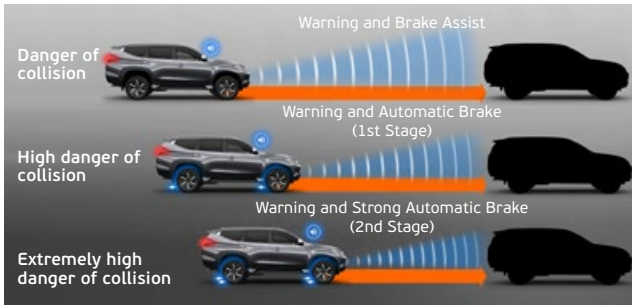 Warning and Brake Assist
Danger of
collision
Warning and Automatic Brake
(1st Stage)
High danger of
collision
Warning and Strong Automatic Brake
(2nd Stage)
Extremely high
danger of collision